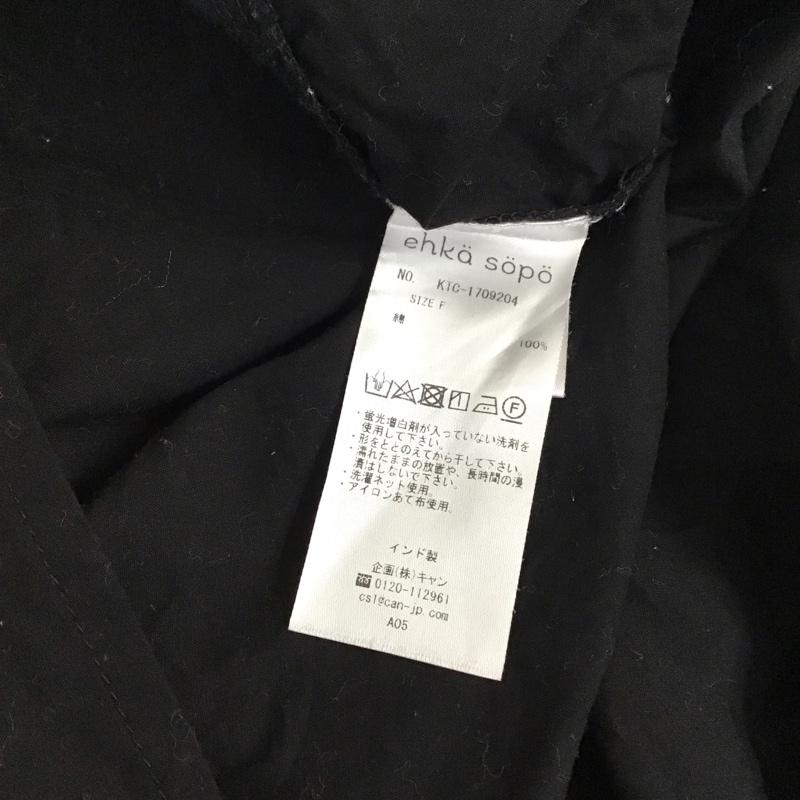 ehkä söpö
NO. KTC-1709204
SIZE F
綿
100%
F
・蛍光増白剤が入っていない洗剤を
使用して下さい。
・形をととのえてから干して下さい。
・濡れたままの放置や、長時間の浸
漬はしないで下さい。
・洗濯ネット使用。
・アイロンあて布使用。
インド製
企画(株)キャン
0120-112961
cs1@can-jp.com
A05